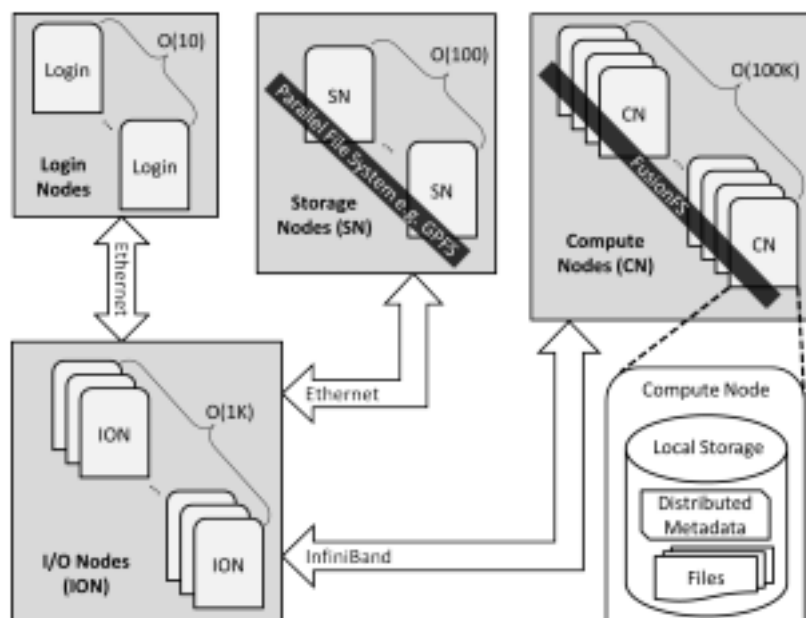 O(10)
Login
Login
Login
Nodes
Ethernet
O(100)
SN
SN
Parallel File System e.g. GPFS
Storage
Nodes (SN)
O(100K)
CN
CN
FusionFS
Compute
Nodes (CN)
Ethernet
InfiniBand
O(1K)
ION
ION
I/O Nodes
(ION)
Compute Node
Local Storage
Distributed
Metadata
Files